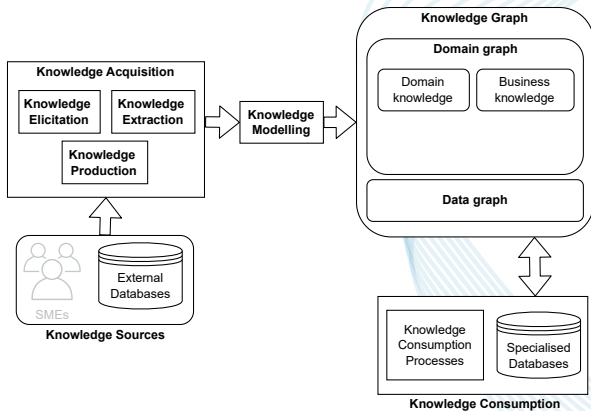 Knowledge Graph
Domain graph
Domain
knowledge
Business
knowledge
Data graph
Knowledge Acquisition
Knowledge
Elicitation
Knowledge
Extraction
Knowledge
Production
Knowledge
Modelling
SMEs
External
Databases
Knowledge Sources
Knowledge
Consumption
Processes
Specialised
Databases
Knowledge Consumption